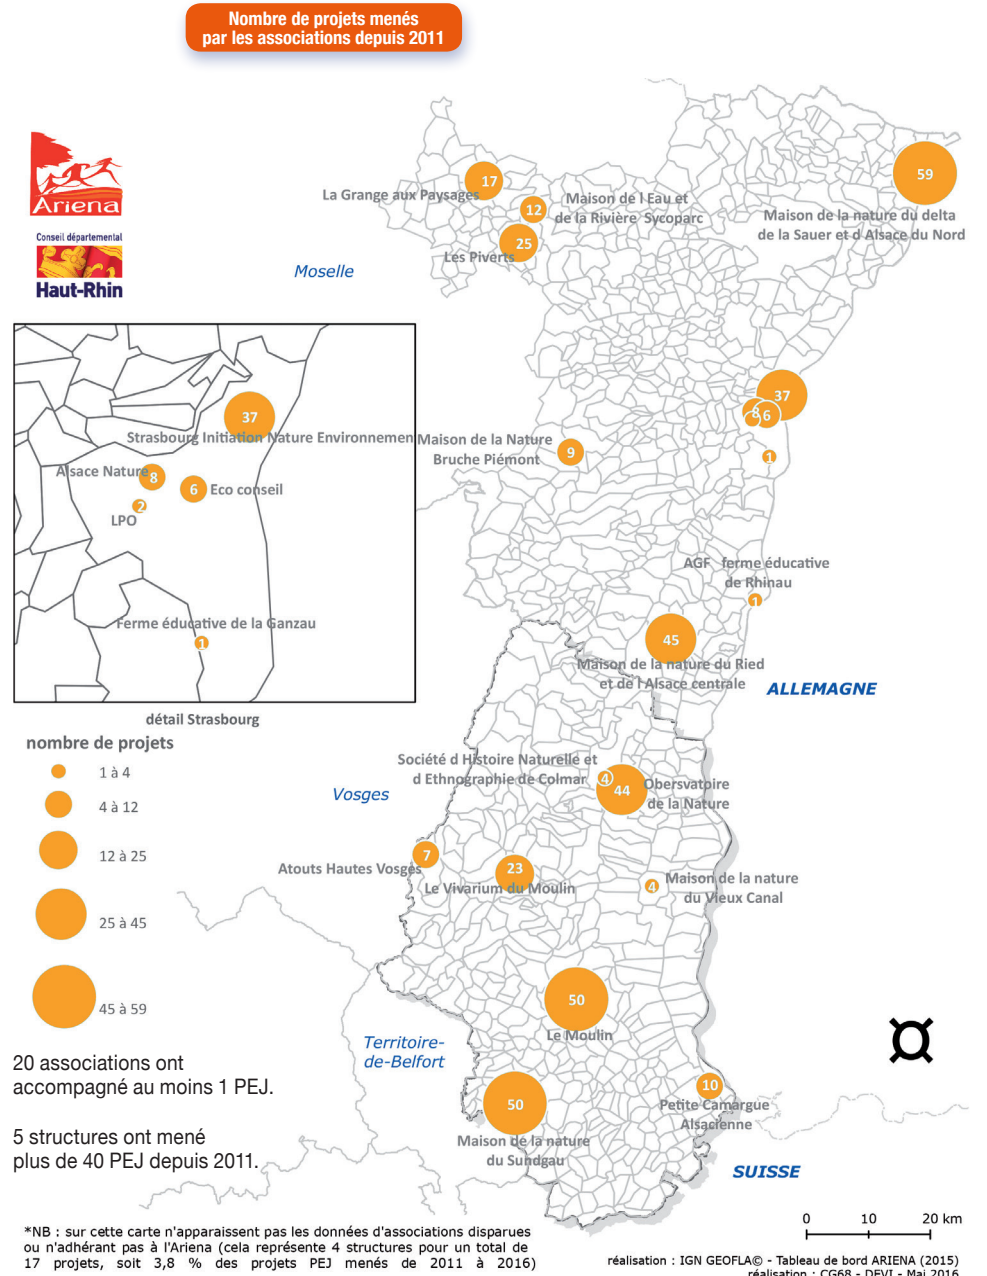 Nombre de projets menés
par les associations depuis 2011
Ariena
Conseil départemental
Haut-Rhin
La Grange aux Paysages
17
12
Maison de l Eau et
de la Rivière Sycoparc
25
Les Piverts
59
Maison de la nature du delta
de la Sauer et d Alsace du Nord
Moselle
37
Strasbourg Initiation Nature Environnemen
Alsace Nature
8
6
Eco conseil
2
LPO
Ferme éducative de la Ganzau
1
détail Strasbourg
37
8
6
1
Maison de la Nature
Bruche Piémont
9
AGF ferme éducative
de Rhinau
1
45
Maison de la nature du Ried
et de l Alsace centrale
ALLEMAGNE
nombre de projets
1 à 4
4 à 12
12 à 25
25 à 45
45 à 59
Société d Histoire Naturelle et
d Ethnographie de Colmar
4
44
Obersvatoire
de la Nature
Vosges
7
Atouts Hautes Vosges
23
Le Vivarium du Moulin
4
Maison de la nature
du Vieux Canal
50
Le Moulin
Territoire-
de-Belfort
50
Maison de la nature
du Sundgau
10
Petite Camargue
Alsacienne
SUISSE
20 associations ont
accompagné au moins 1 PEJ.
5 structures ont mené
plus de 40 PEJ depuis 2011.
0 10 20 km
*NB : sur cette carte n'apparaissent pas les données d'associations disparues
ou n'adhérant pas à l'Ariena (cela représente 4 structures pour un total de
17 projets, soit 3,8 % des projets PEJ menés de 2011 à 2016)
réalisation : IGN GEOFLA© - Tableau de bord ARIENA (2015)
réalisation : CG68 - DEVI - Mai 2016